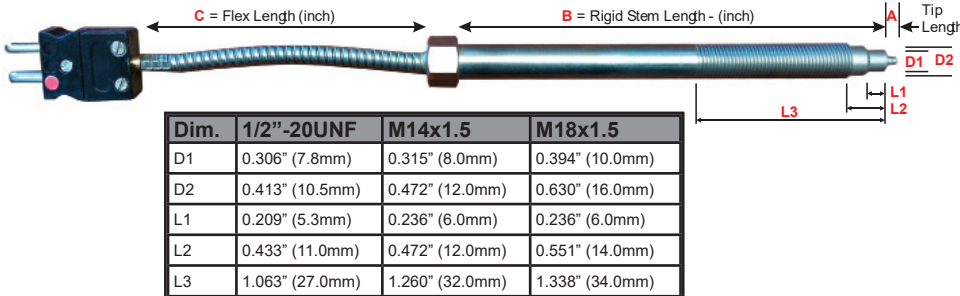 C = Flex Length (inch)
B = Rigid Stem Length - (inch)
A
Tip
Length
D1
D2
L1
L2
L3
Dim. 1/2”-20UNF M14x1.5 M18x1.5
D1 0.306” (7.8mm) 0.315” (8.0mm) 0.394” (10.0mm)
D2 0.413” (10.5mm) 0.472” (12.0mm) 0.630” (16.0mm)
L1 0.209” (5.3mm) 0.236” (6.0mm) 0.236” (6.0mm)
L2 0.433” (11.0mm) 0.472” (12.0mm) 0.551” (14.0mm)
L3 1.063” (27.0mm) 1.260” (32.0mm) 1.338” (34.0mm)